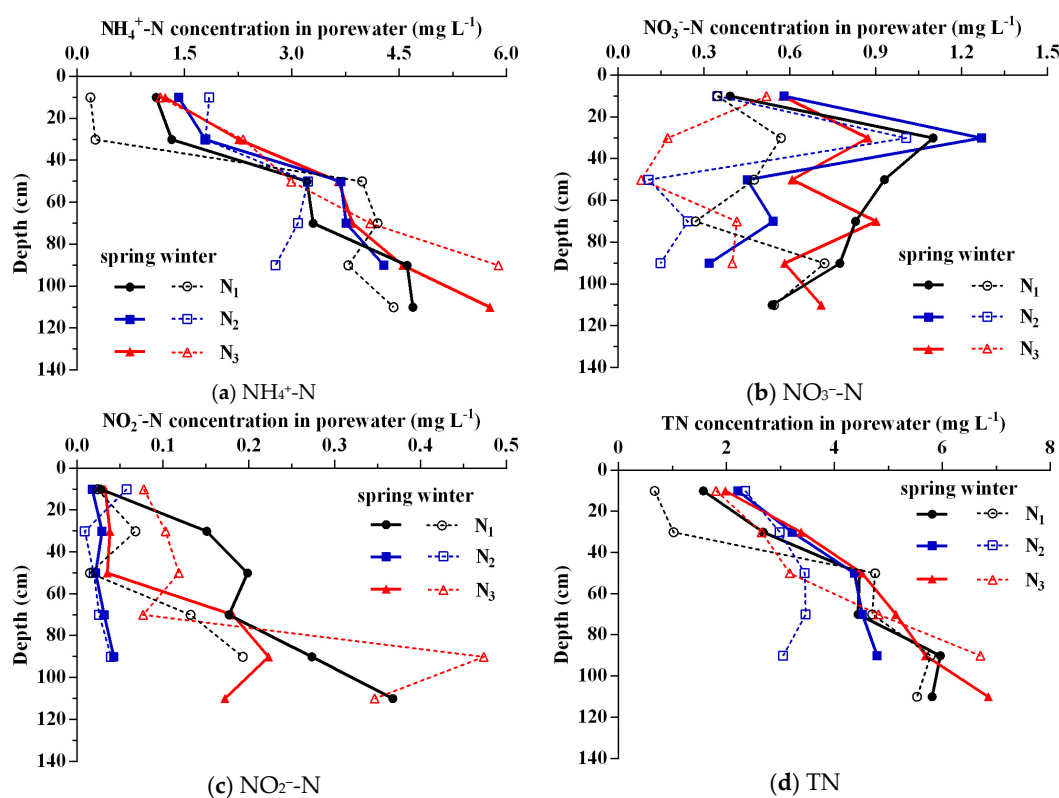 NH₄⁺-N concentration in porewater (mg L⁻¹)
0.0 1.5 3.0 4.5 6.0
0
20
40
60
80
100
120
140
Depth (cm)
spring winter
N₁
N₂
N₃
(a) NH₄⁺-N
NO₃⁻-N concentration in porewater (mg L⁻¹)
0.0 0.3 0.6 0.9 1.2 1.5
0
20
40
60
80
100
120
140
Depth (cm)
spring winter
N₁
N₂
N₃
(b) NO₃⁻-N
NO₂⁻-N concentration in porewater (mg L⁻¹)
0.0 0.1 0.2 0.3 0.4 0.5
0
20
40
60
80
100
120
140
Depth (cm)
spring winter
N₁
N₂
N₃
(c) NO₂⁻-N
TN concentration in porewater (mg L⁻¹)
0 2 4 6 8
0
20
40
60
80
100
120
140
Depth (cm)
spring winter
N₁
N₂
N₃
(d) TN